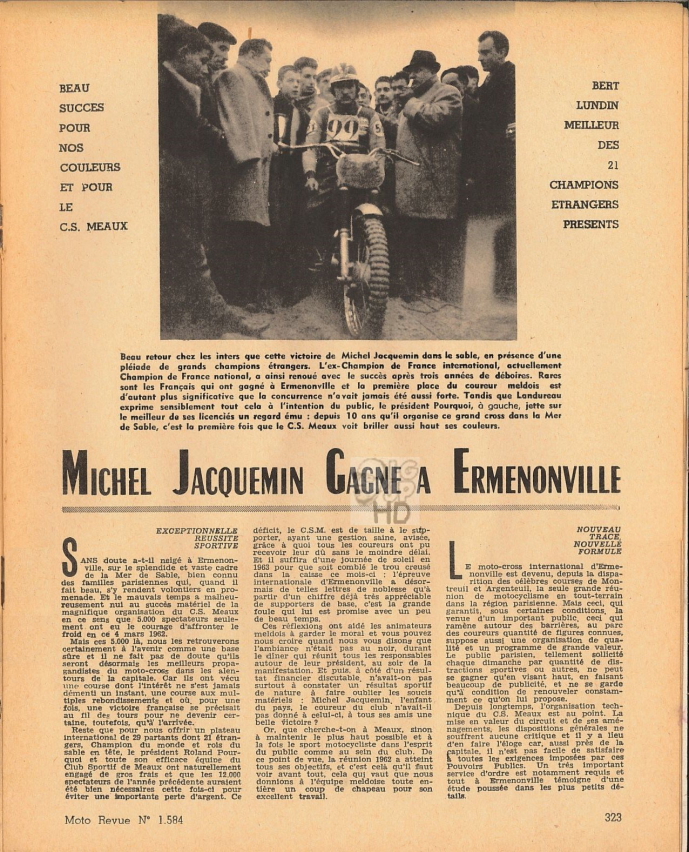 BEAU
SUCCES
POUR
NOS
COULEURS
ET POUR
LE
C.S. MEAUX
BERT
LUNDIN
MEILLEUR
DES
21
CHAMPIONS
ETRANGERS
PRESENTS
99
Beau retour chez les inters que cette victoire de Michel Jacquemin dans le sable, en présence d'une
pléiade de grands champions étrangers. L'ex-Champion de France international, actuellement
Champion de France national, a ainsi renoué avec le succès après trois années de déboires. Rares
sont les Français qui ont gagné à Ermenonville et la première place du coureur meldois est
d'autant plus significative que la concurrence n'avait jamais été aussi forte. Tandis que Landureau
exprime sensiblement tout cela à l'intention du public, le président Pourquoi, à gauche, jette sur
le meilleur de ses licenciés un regard ému : depuis 10 ans qu'il organise ce grand cross dans la Mer
de Sable, c'est la première fois que le C.S. Meaux voit briller aussi haut ses couleurs.
MICHEL JACQUEMIN GAGNE A ERMENONVILLE
EXCEPTIONNELLE
REUSSITE
SPORTIVE
SANS doute a-t-il neigé à Ermenon-
ville, sur le splendide et vaste cadre
de la Mer de Sable, bien connu
des familles parisiennes qui, quand il
fait beau, s'y rendent volontiers en pro-
menade. Et le mauvais temps a malheu-
reusement nui au succès matériel de la
magnifique organisation du C.S. Meaux
en ce sens que 5.000 spectateurs seule-
ment ont eu le courage d'affronter le
froid en ce 4 mars 1962.
Mais ces 5.000 là, nous les retrouverons
certainement à l'avenir comme une base
sûre et il ne fait pas de doute qu'ils
seront désormais les meilleurs propa-
gandistes du moto-cross dans les alen-
tours de la capitale. Car ils ont vécu
une course dont l'intérêt ne s'est jamais
démenti un instant, une course aux mul-
tiples rebondissements et où, pour une
fois, une victoire française se précisait
au fil des tours pour ne devenir cer-
taine, toutefois, qu'à l'arrivée.
Reste que pour nous offrir un plateau
international de 29 partants dont 21 étran-
gers, Champion du monde et rois du
sable en tête, le président Roland Pour-
quoi et toute son efficace équipe du
Club Sportif de Meaux ont naturellement
engagé de gros frais et que les 12.000
spectateurs de l'année précédente auraient
été bien nécessaires cette fois-ci pour
éviter une importante perte d'argent. Ce
déficit, le C.S.M. est de taille à le sup-
porter, ayant une gestion saine, avisée,
grâce à quoi tous les coureurs ont pu
recevoir leur dû sans le moindre délai.
Et il suffira d'une journée de soleil en
1963 pour que soit comblé le trou creusé
dans la caisse ce mois-ci : l'épreuve
internationale d'Ermenonville a désor-
mais de telles lettres de noblesse qu'à
partir d'un chiffre déjà très appréciable
de supporters de base, c'est la grande
foule qui lui est promise avec un peu
de beau temps.
Ces réflexions ont aidé les animateurs
meldois à garder le moral et vous pouvez
nous croire quand nous vous disons que
l'ambiance n'était pas au noir, durant
le dîner qui réunit tous les responsables
autour de leur président, au soir de la
manifestation. Et puis, à côté d'un résul-
tat financier discutable, n'avait-on pas
surtout à constater un résultat sportif
de nature à faire oublier les soucis
matériels : Michel Jacquemin, l'enfant
du pays, le coureur du club n'avait-il
pas donné à celui-ci, à tous ses amis une
belle victoire ?
Or, que cherche-t-on à Meaux, sinon
à maintenir le plus haut possible et à
la fois le sport motocycliste dans l'esprit
du public comme au sein du club. De
ce point de vue, la réunion 1962 a atteint
tous ses objectifs, et c'est celà qu'il faut
voir avant tout, cela qui vaut que nous
donnions à l'équipe meldoise toute en-
tière un coup de chapeau pour son
excellent travail.
NOUVEAU
TRACE,
NOUVELLE
FORMULE
LE moto-cross international d'Erme-
nonville est devenu, depuis la dispa-
rition des célèbres courses de Mon-
treuil et Argenteuil, la seule grande réu-
nion de motocyclisme en tout-terrain
dans la région parisienne. Mais ceci, qui
garantit, sous certaines conditions, la
venue d'un important public, ceci qui
ramène autour des barrières, au parc
des coureurs quantité de figures connues,
suppose aussi une organisation de qua-
lité et un programme de grande valeur.
Le public parisien, tellement sollicité
chaque dimanche par quantité de dis-
tractions sportives ou autres, ne peut
se gagner qu'en visant haut, en faisant
beaucoup de publicité, et ne se garde
qu'à condition de renouveler constam-
ment ce qu'on lui propose.
Depuis longtemps, l'organisation tech-
nique du C.S. Meaux est au point. La
mise en valeur du circuit et de ses amé-
nagements, les dispositions générales ne
souffrent aucune critique et il y a lieu
d'en faire l'éloge car, aussi près de la
capitale, il n'est pas facile de satisfaire
à toutes les exigences imposées par ces
Pouvoirs Publics. Un très important
service d'ordre est notamment requis et
tout à Ermenonville témoigne d'une
étude poussée dans les plus petits dé-
tails.
Moto Revue N° 1.584
323